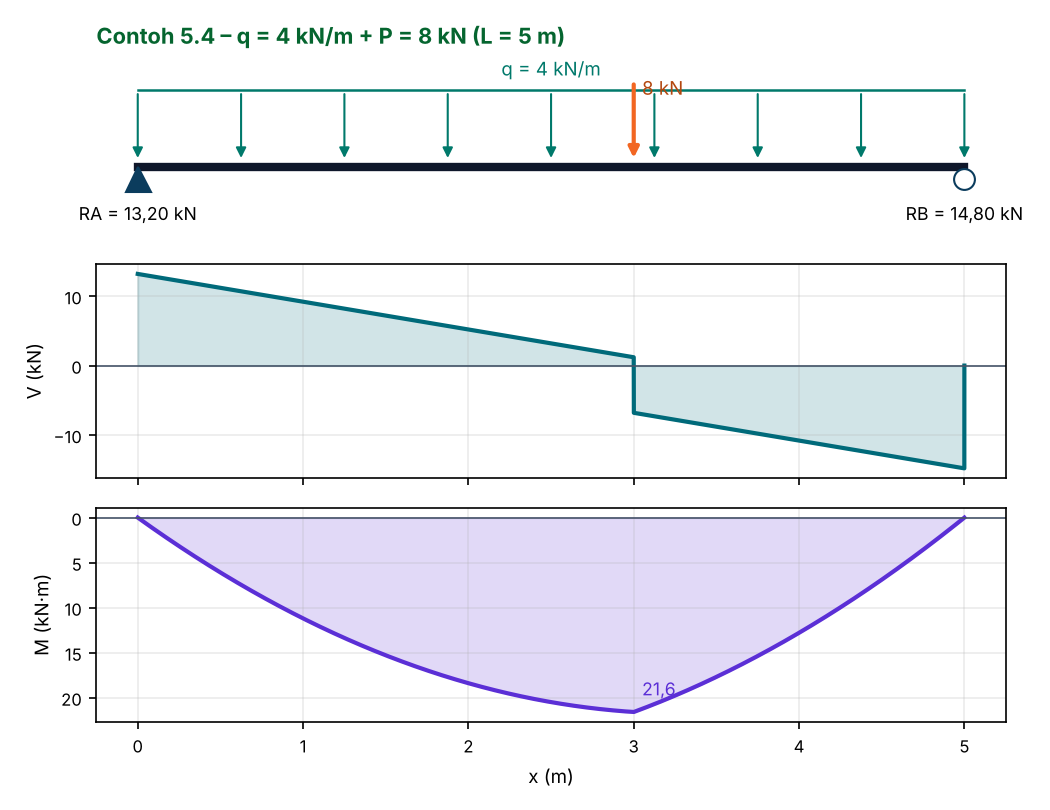 Contoh 5.4 – q = 4 kN/m + P = 8 kN (L = 5 m)
q = 4 kN/m
8 kN
RA = 13,20 kN
RB = 14,80 kN
V (kN)
10
0
−10
M (kN·m)
0
5
10
15
20
21,6
0 1 2 3 4 5
x (m)